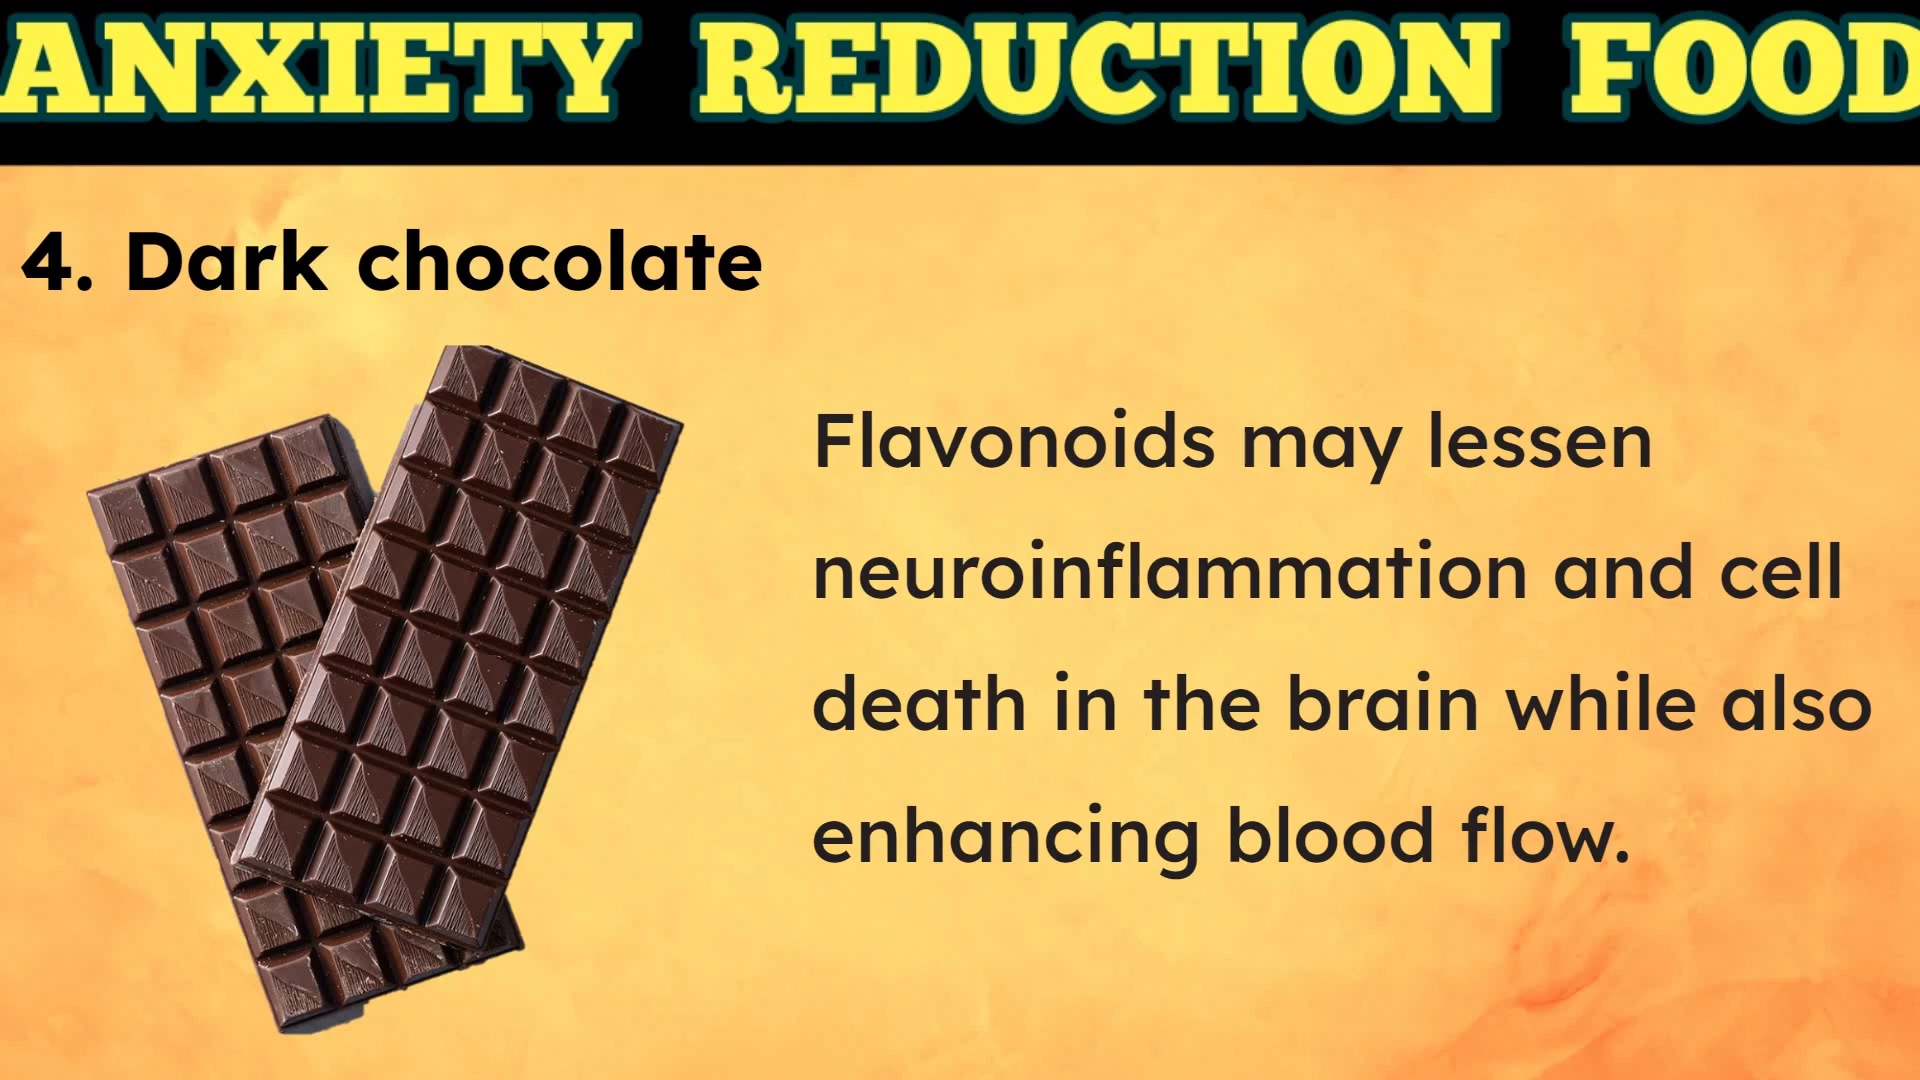 ANXIETY REDUCTION FOOD
4. Dark chocolate
Flavonoids may lessen
neuroinflammation and cell
death in the brain while also
enhancing blood flow.